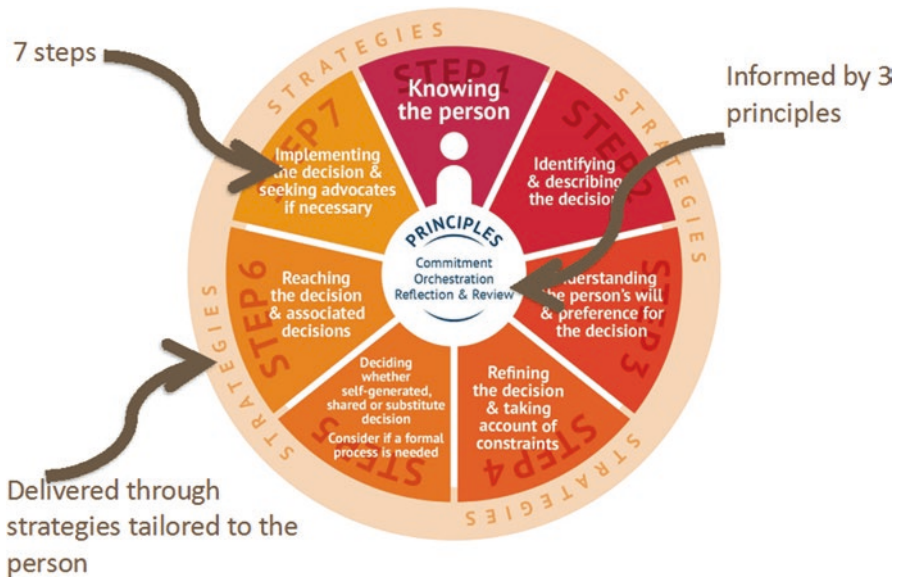 7 steps
Informed by 3
principles
Delivered through
strategies tailored to the
person
STRATEGIES
STRATEGIES
STRATEGIES
STRATEGIES
STEP 1
Knowing
the person
STEP 2
Identifying
& describing
the decision
STEP 3
Understanding
the person's will
& preference for
the decision
STEP 4
Refining
the decision
& taking
account of
constraints
STEP 5
Deciding
whether
self-generated,
shared or substitute
decision
Consider if a formal
process is needed
STEP 6
Reaching
the decision
& associated
decisions
STEP 7
Implementing
the decision &
seeking advocates
if necessary
PRINCIPLES
Commitment
Orchestration
Reflection & Review